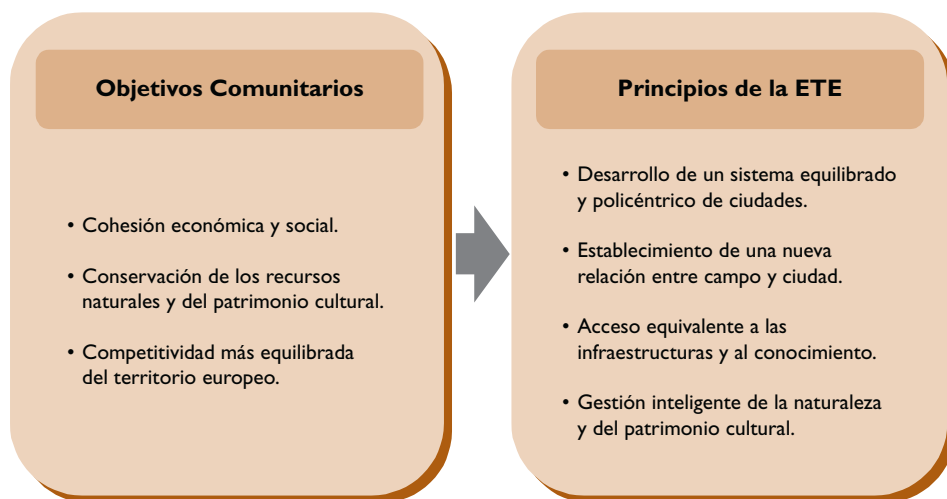 Objetivos Comunitarios
• Cohesión económica y social.
• Conservación de los recursos
naturales y del patrimonio cultural.
• Competitividad más equilibrada
del territorio europeo.
Principios de la ETE
• Desarrollo de un sistema equilibrado
y policéntrico de ciudades.
• Establecimiento de una nueva
relación entre campo y ciudad.
• Acceso equivalente a las
infraestructuras y al conocimiento.
• Gestión inteligente de la naturaleza
y del patrimonio cultural.